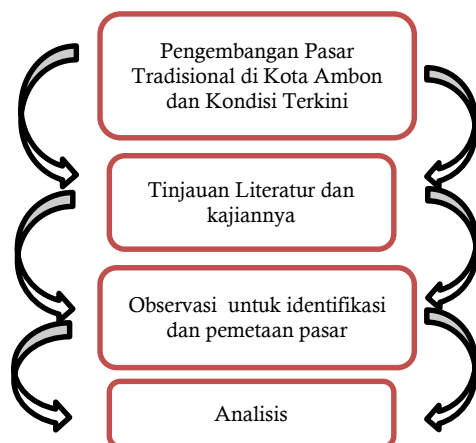 Pengembangan Pasar
Tradisional di Kota Ambon
dan Kondisi Terkini
Tinjauan Literatur dan
kajiannya
Observasi untuk identifikasi
dan pemetaan pasar
Analisis